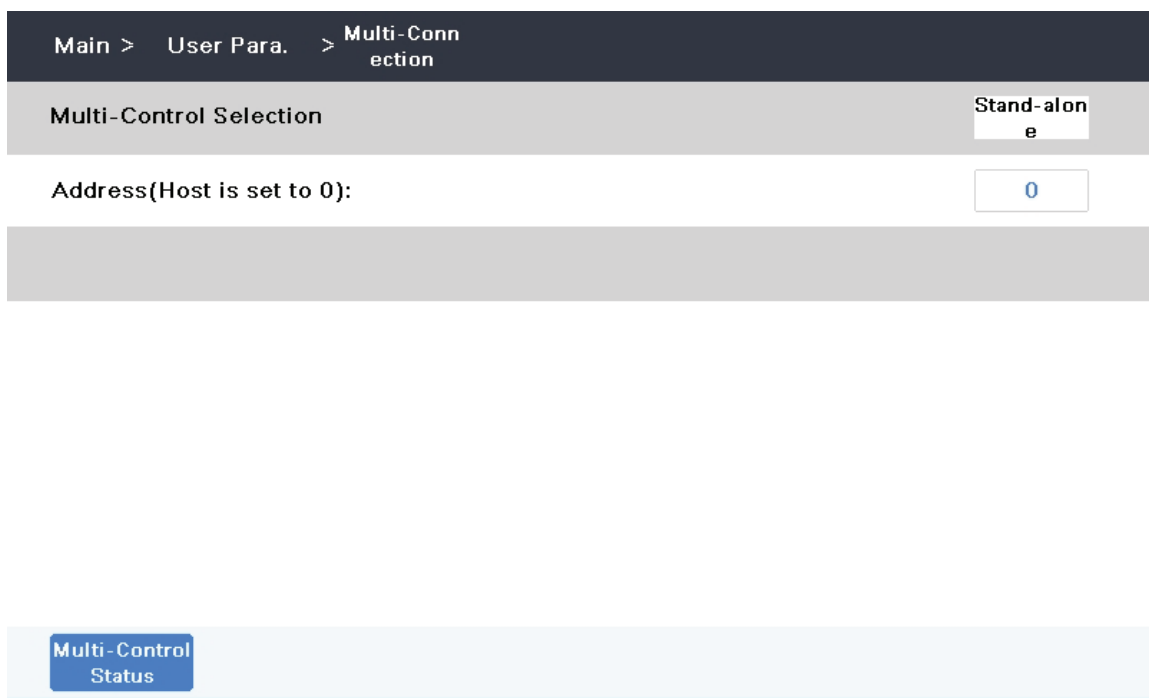 Main >   User Para.   > Multi-Conn
ection
Multi-Control Selection
Stand-alon
e
Address(Host is set to 0):
0
Multi-Control
Status